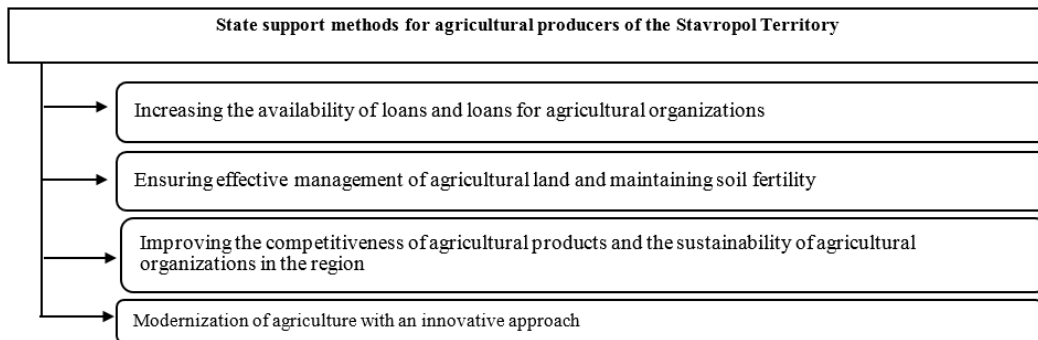 State support methods for agricultural producers of the Stavropol Territory
Increasing the availability of loans and loans for agricultural organizations
Ensuring effective management of agricultural land and maintaining soil fertility
Improving the competitiveness of agricultural products and the sustainability of agricultural
organizations in the region
Modernization of agriculture with an innovative approach